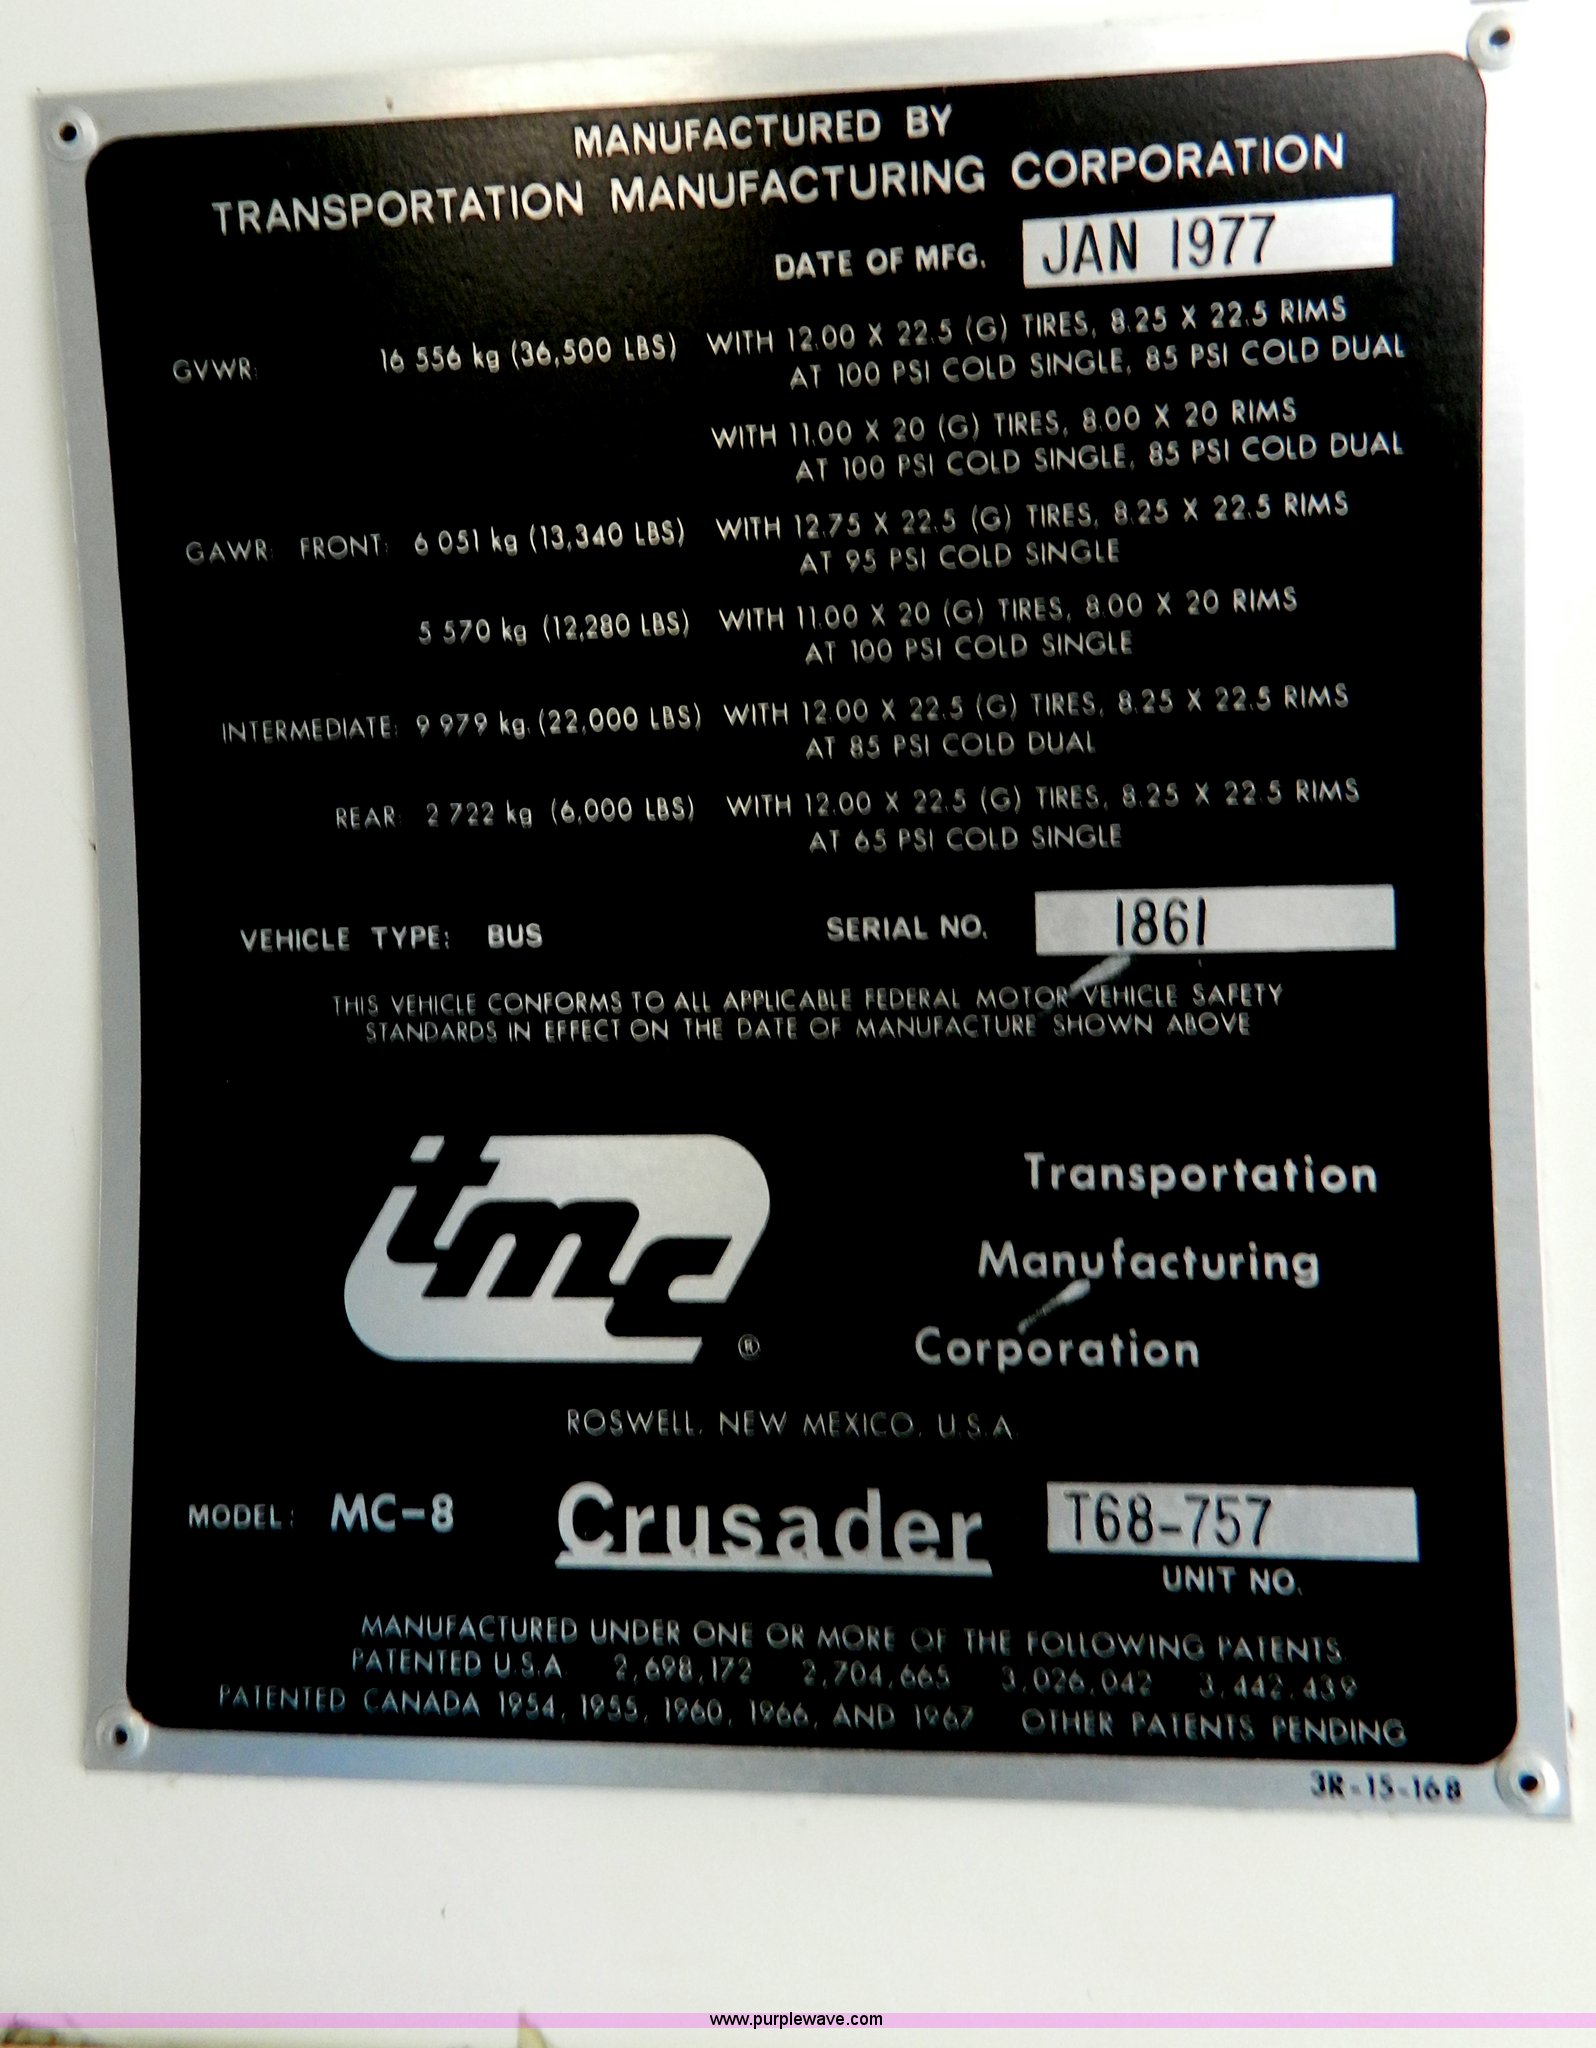 MANUFACTURED BY
TRANSPORTATION MANUFACTURING CORPORATION
DATE OF MFG. JAN 1977
GVWR: 16 556 kg (36,500 LBS) WITH 12.00 X 22.5 (G) TIRES, 8.25 X 22.5 RIMS
AT 100 PSI COLD SINGLE, 85 PSI COLD DUAL
WITH 11.00 X 20 (G) TIRES, 8.00 X 20 RIMS
AT 100 PSI COLD SINGLE, 85 PSI COLD DUAL
GAWR: FRONT: 6 051 kg (13,340 LBS) WITH 12.75 X 22.5 (G) TIRES, 8.25 X 22.5 RIMS
AT 95 PSI COLD SINGLE
5 570 kg (12,280 LBS) WITH 11.00 X 20 (G) TIRES, 8.00 X 20 RIMS
AT 100 PSI COLD SINGLE
INTERMEDIATE: 9 979 kg. (22,000 LBS) WITH 12.00 X 22.5 (G) TIRES, 8.25 X 22.5 RIMS
AT 85 PSI COLD DUAL
REAR: 2 722 kg (6,000 LBS) WITH 12.00 X 22.5 (G) TIRES, 8.25 X 22.5 RIMS
AT 65 PSI COLD SINGLE
VEHICLE TYPE: BUS SERIAL NO. 1861
THIS VEHICLE CONFORMS TO ALL APPLICABLE FEDERAL MOTOR VEHICLE SAFETY
STANDARDS IN EFFECT ON THE DATE OF MANUFACTURE SHOWN ABOVE
tmc ®
Transportation
Manufacturing
Corporation
ROSWELL, NEW MEXICO, U.S.A.
MODEL: MC-8 Crusader T68-757
UNIT NO.
MANUFACTURED UNDER ONE OR MORE OF THE FOLLOWING PATENTS
PATENTED U.S.A. 2,698,172 2,704,665 3,026,042 3,442,439
PATENTED CANADA 1954, 1955, 1960, 1966, AND 1967 OTHER PATENTS PENDING
3R-15-168
www.purplewave.com